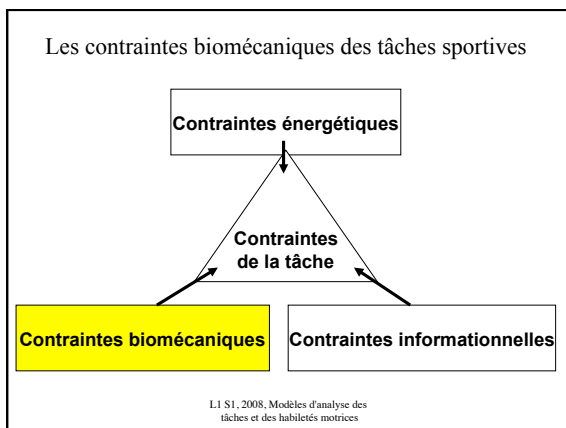 Les contraintes biomécaniques des tâches sportives
Contraintes énergétiques
Contraintes
de la tâche
Contraintes biomécaniques
Contraintes informationnelles
L1 S1, 2008, Modèles d'analyse des
tâches et des habiletés motrices